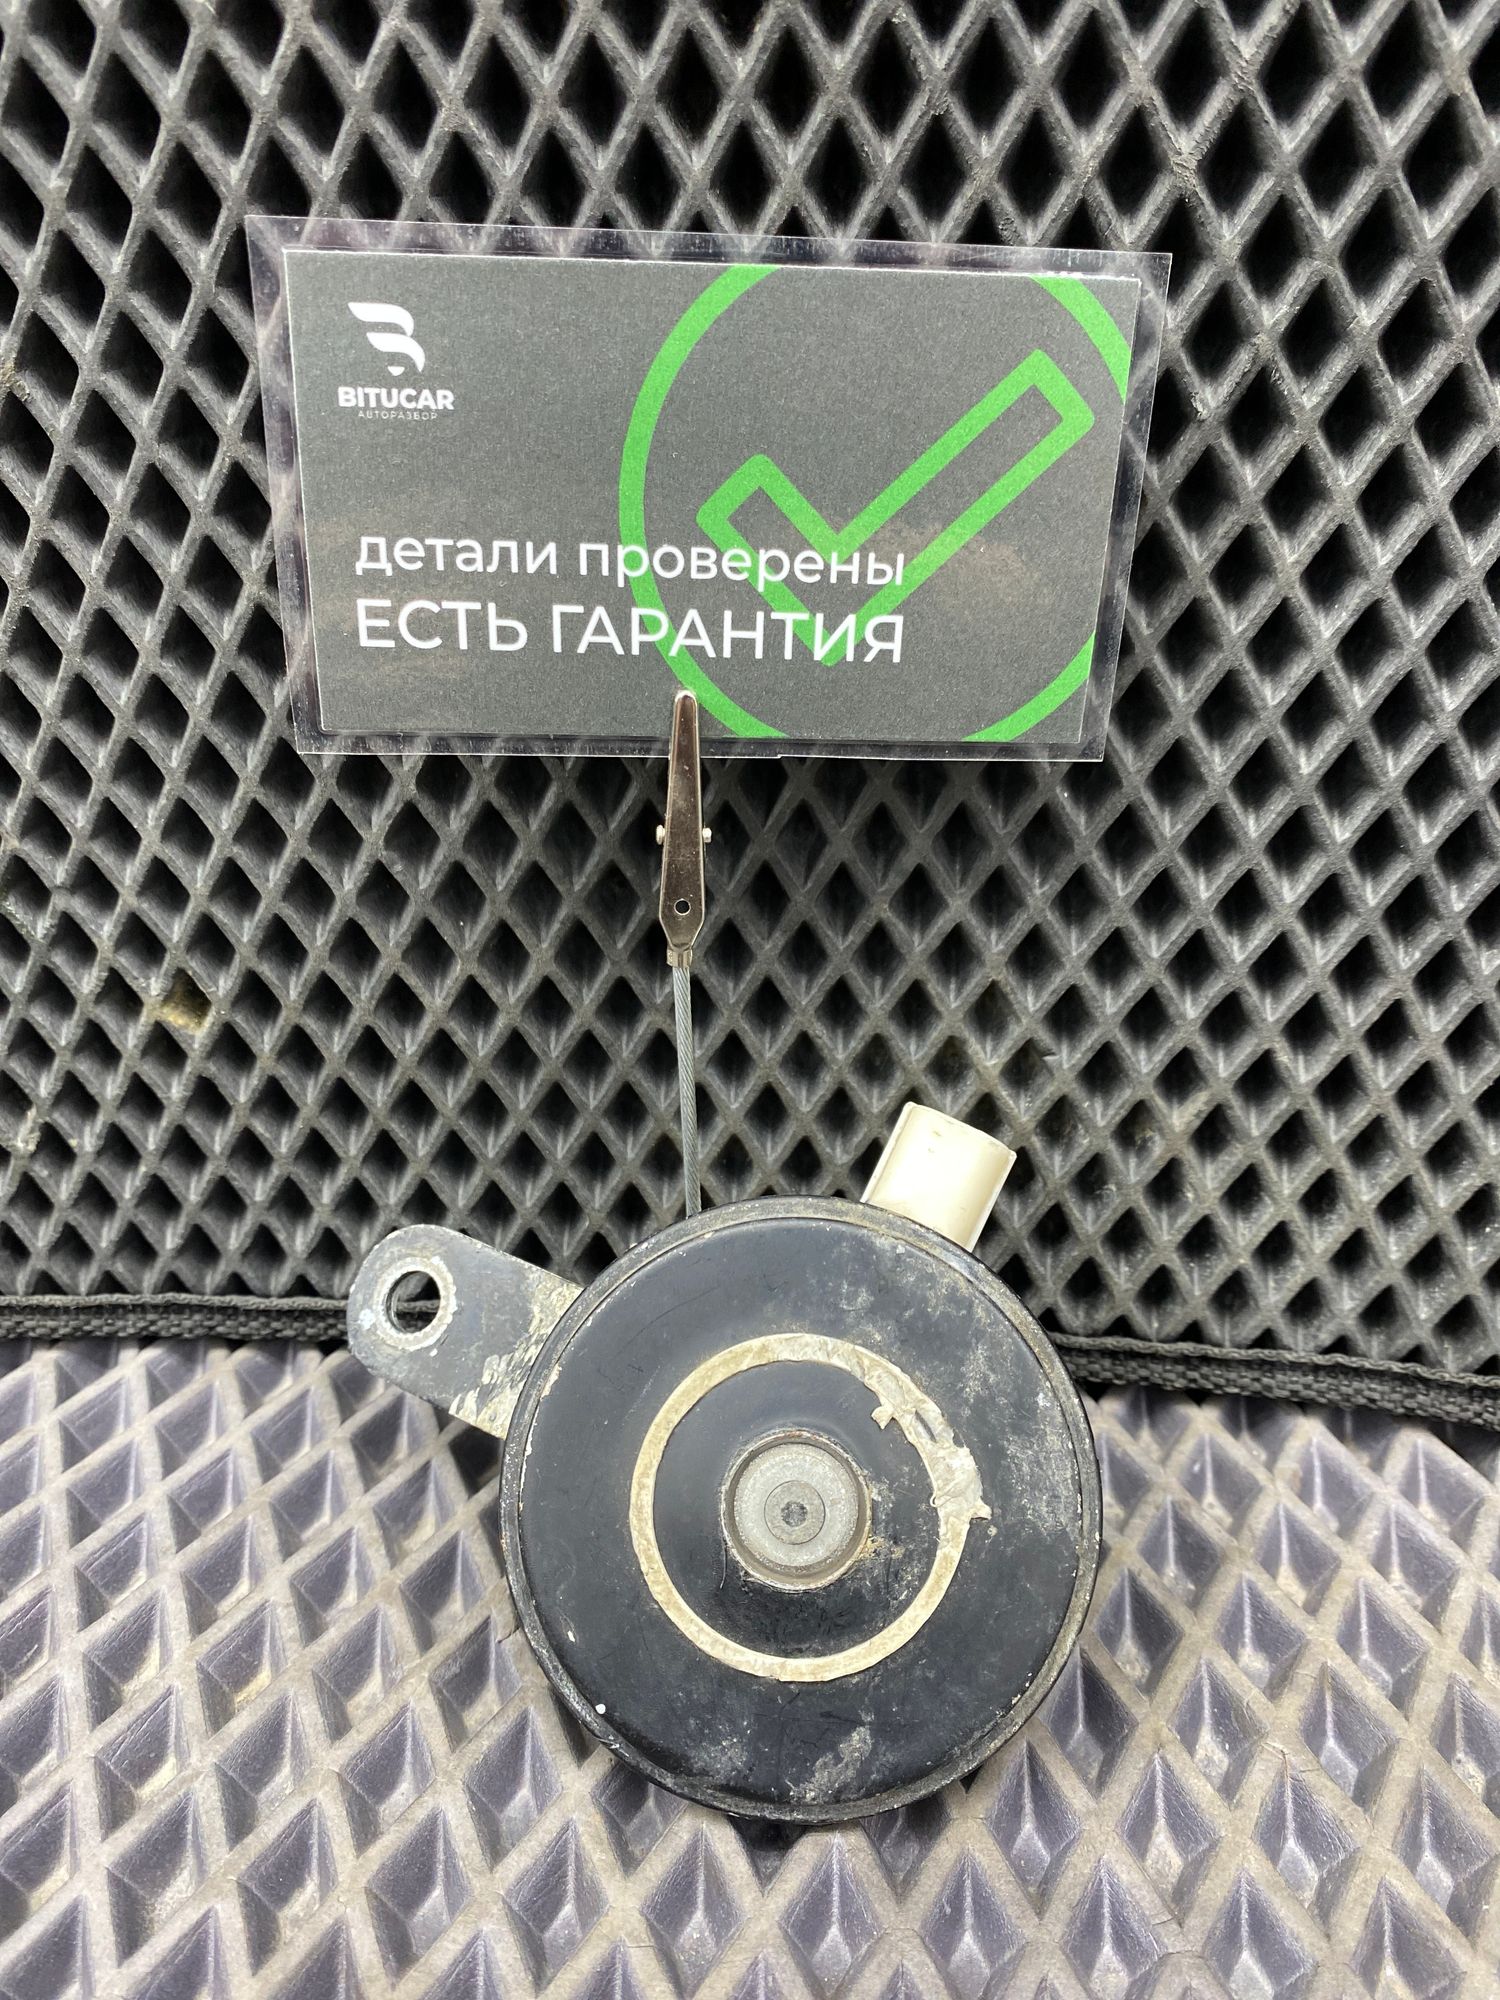 BITUCAR
АВТОРАЗБОР
детали проверены
ЕСТЬ ГАРАНТИЯ